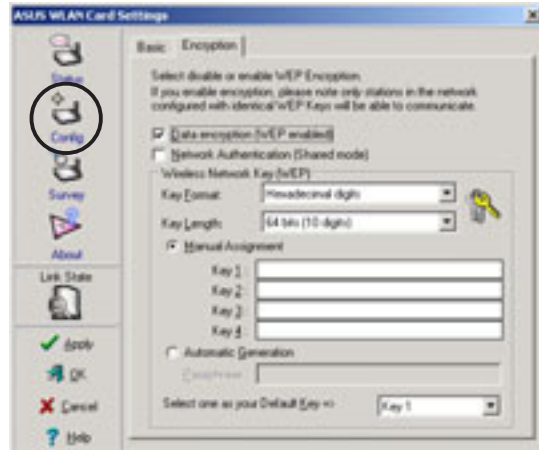 ASUS WLAN Card Settings
Status
Config
Survey
About
Link State
Apply
OK
Cancel
Help
Basic
Encryption
Select disable or enable WEP Encryption.
If you enable encryption, please note only stations in the network
configured with identical WEP Keys will be able to communicate.
Data encryption (WEP enabled)
Network Authentication (Shared mode)
Wireless Network Key (WEP)
Key Format: Hexadecimal digits
Key Length: 64 bits (10 digits)
Manual Assignment
Key 1:
Key 2:
Key 3:
Key 4:
Automatic Generation
Passphrase:
Select one as your Default Key => Key 1